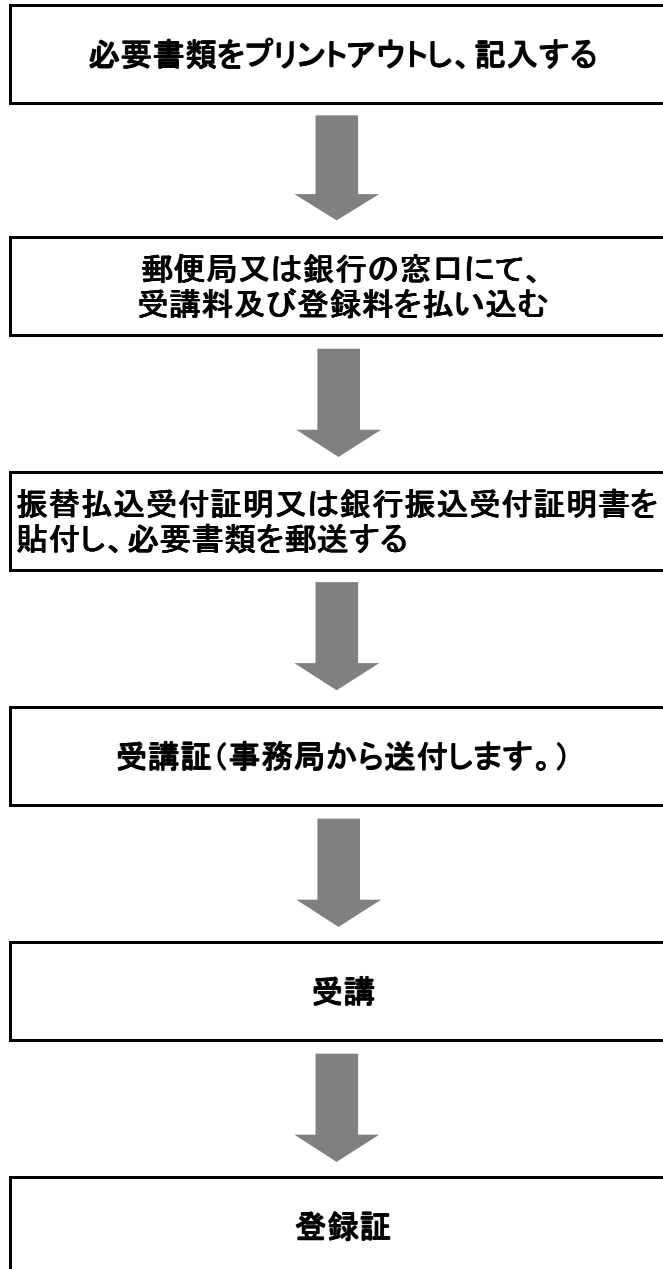 必要書類をプリントアウトし、記入する
郵便局又は銀行の窓口にて、
受講料及び登録料を払い込む
振替払込受付証明又は銀行振込受付証明書を
貼付し、必要書類を郵送する
受講証（事務局から送付します。）
受講
登録証